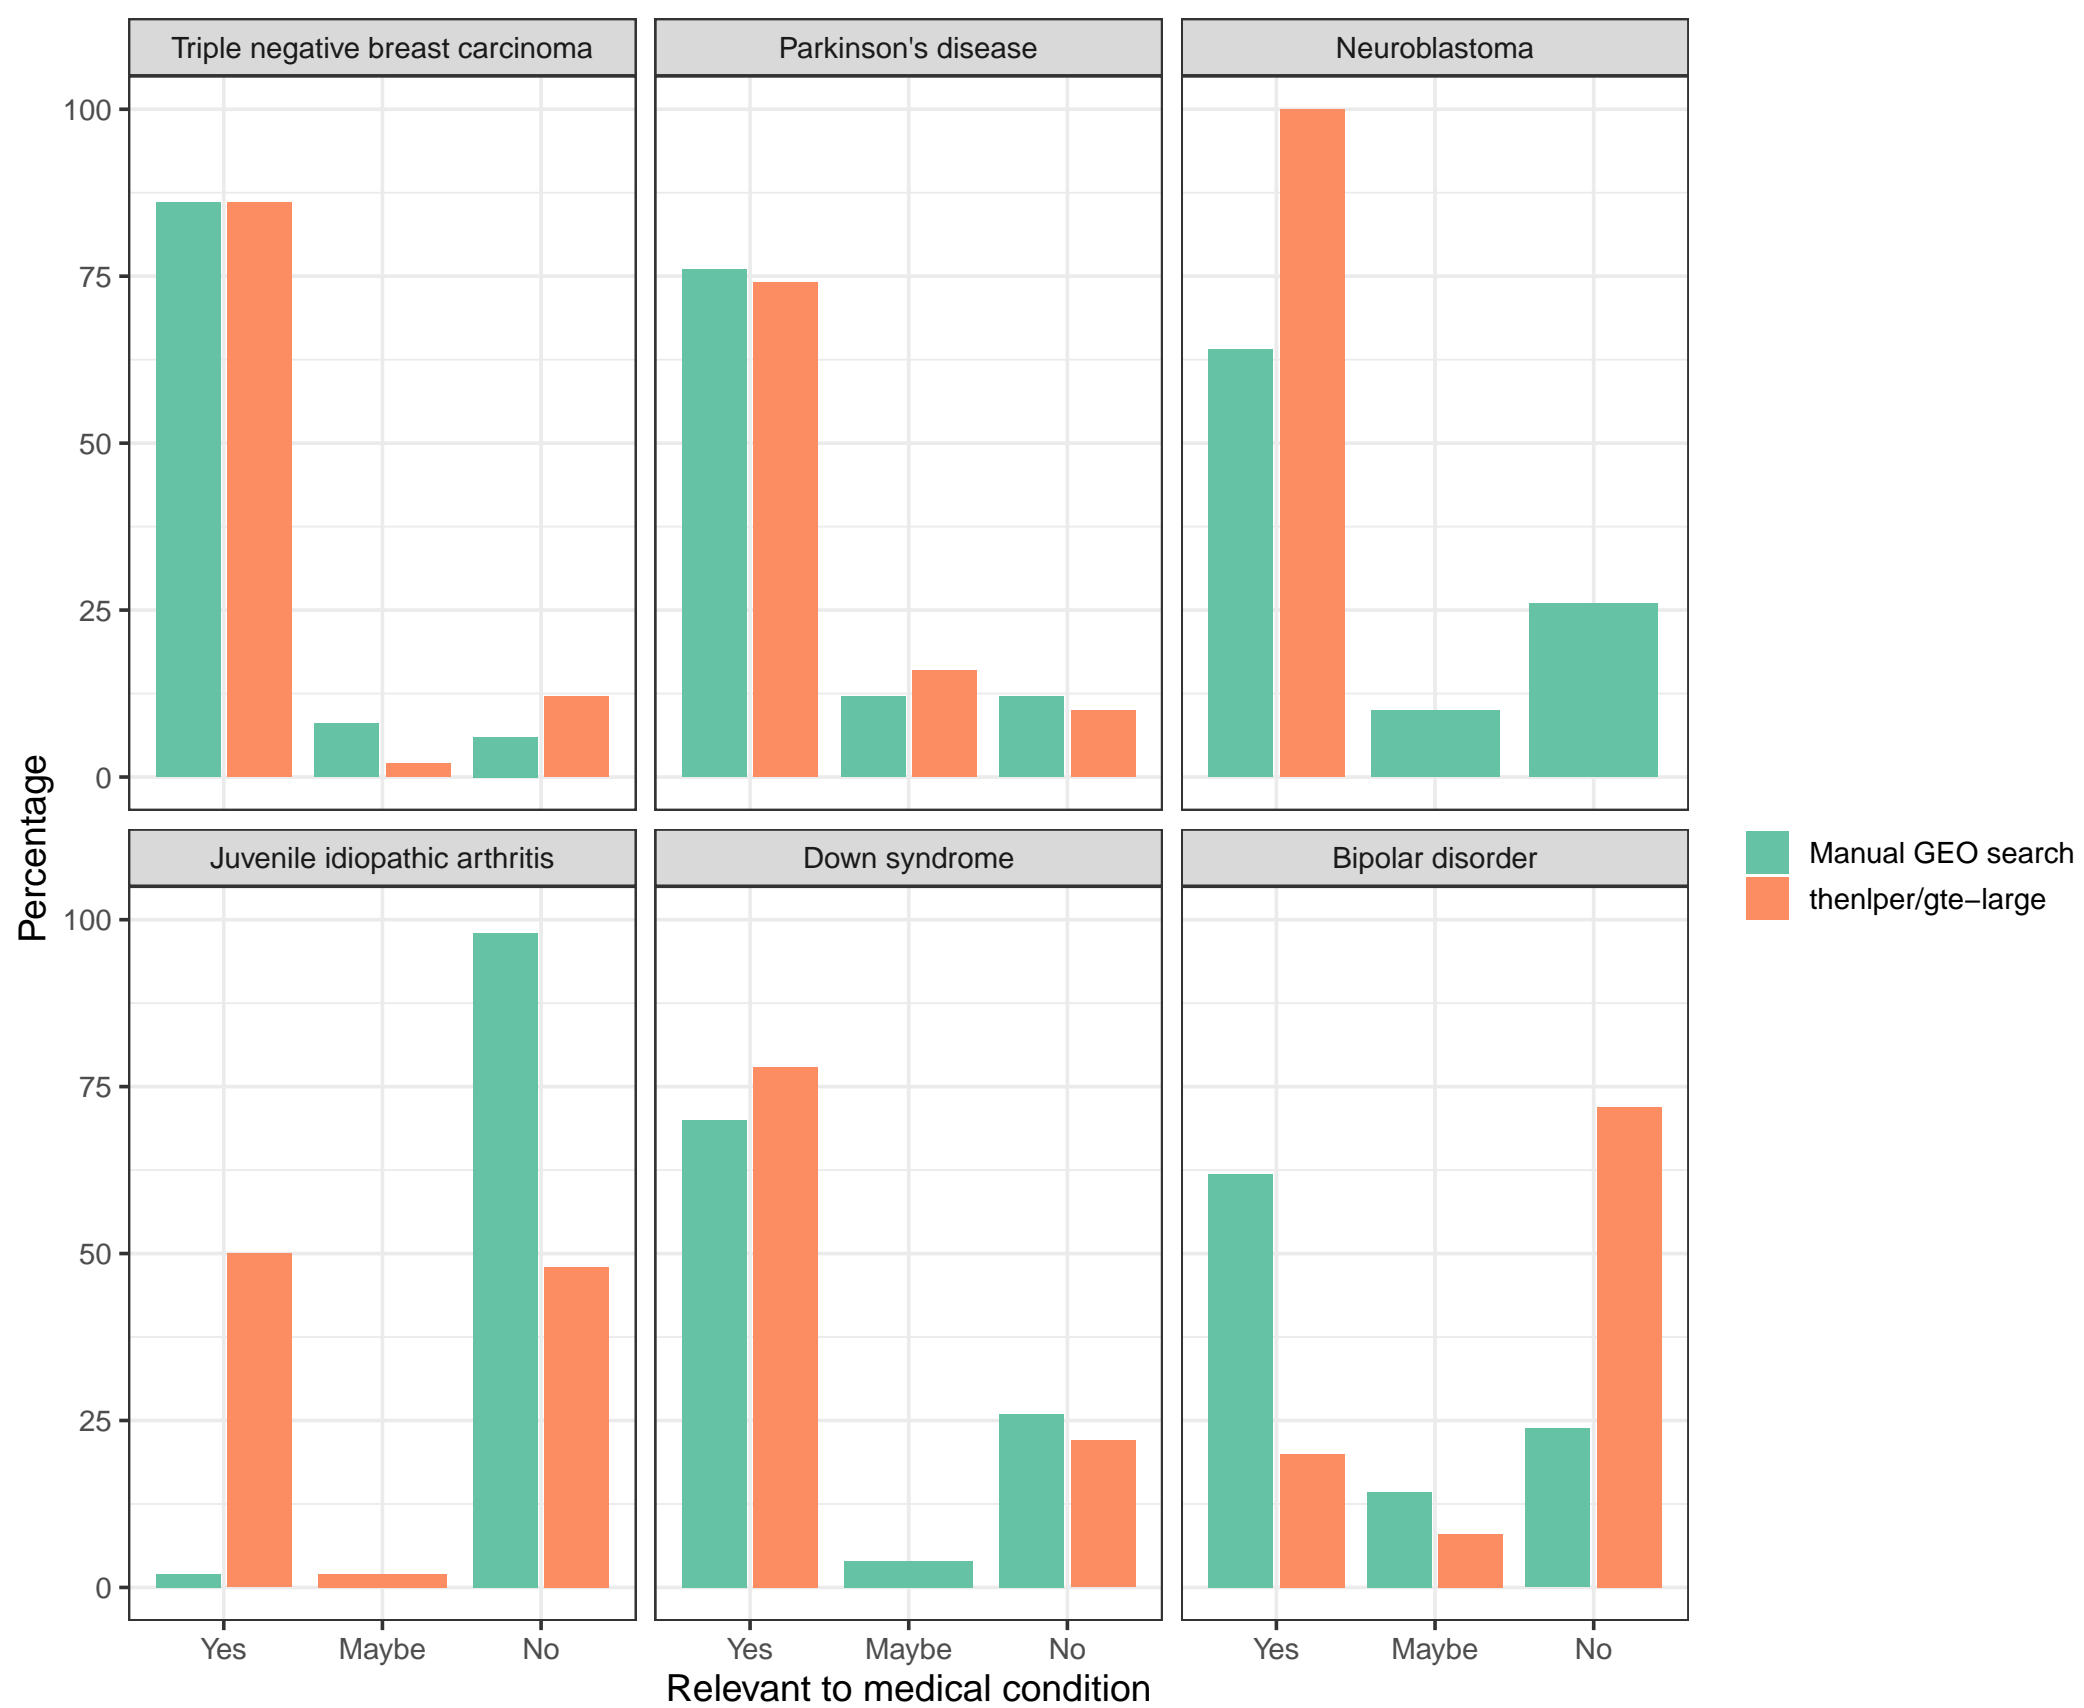 Triple negative breast carcinoma
Parkinson's disease
Neuroblastoma
100
75
50
25
0
Percentage
Juvenile idiopathic arthritis
Down syndrome
Bipolar disorder
100
75
50
25
0
Yes Maybe No
Yes Maybe No
Yes Maybe No
Relevant to medical condition
Manual GEO search
thenlper/gte−large